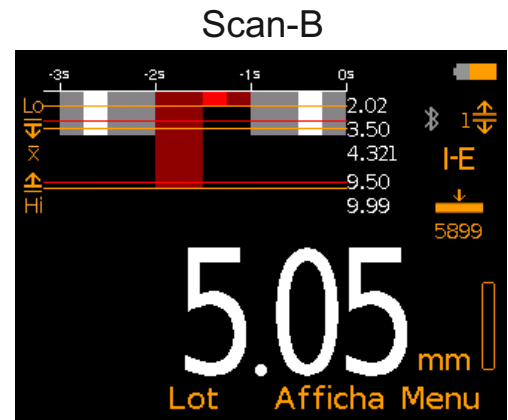 Scan-B
-3s -2s -1s 0s
Lo 2.02
3.50 1
x̄ 4.321 I-E
9.50
Hi 9.99
5899
5.05 mm
Lot Afficha Menu